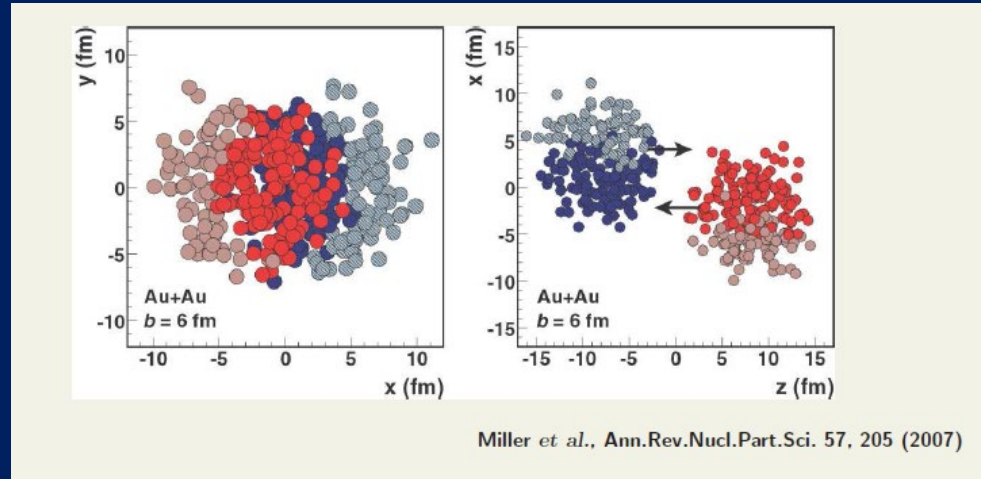 y (fm)
10
5
0
-5
-10
Au+Au
b = 6 fm
-10 -5 0 5 10
x (fm)
x (fm)
15
10
5
0
-5
-10
-15
Au+Au
b = 6 fm
-15 -10 -5 0 5 10 15
z (fm)
Miller et al., Ann.Rev.Nucl.Part.Sci. 57, 205 (2007)